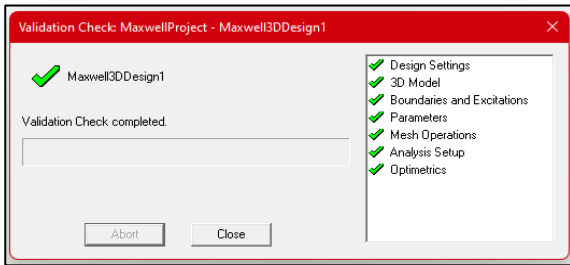 Validation Check: MaxwellProject - Maxwell3DDesign1
Maxwell3DDesign1
Validation Check completed.
Abort
Close
Design Settings
3D Model
Boundaries and Excitations
Parameters
Mesh Operations
Analysis Setup
Optimetrics